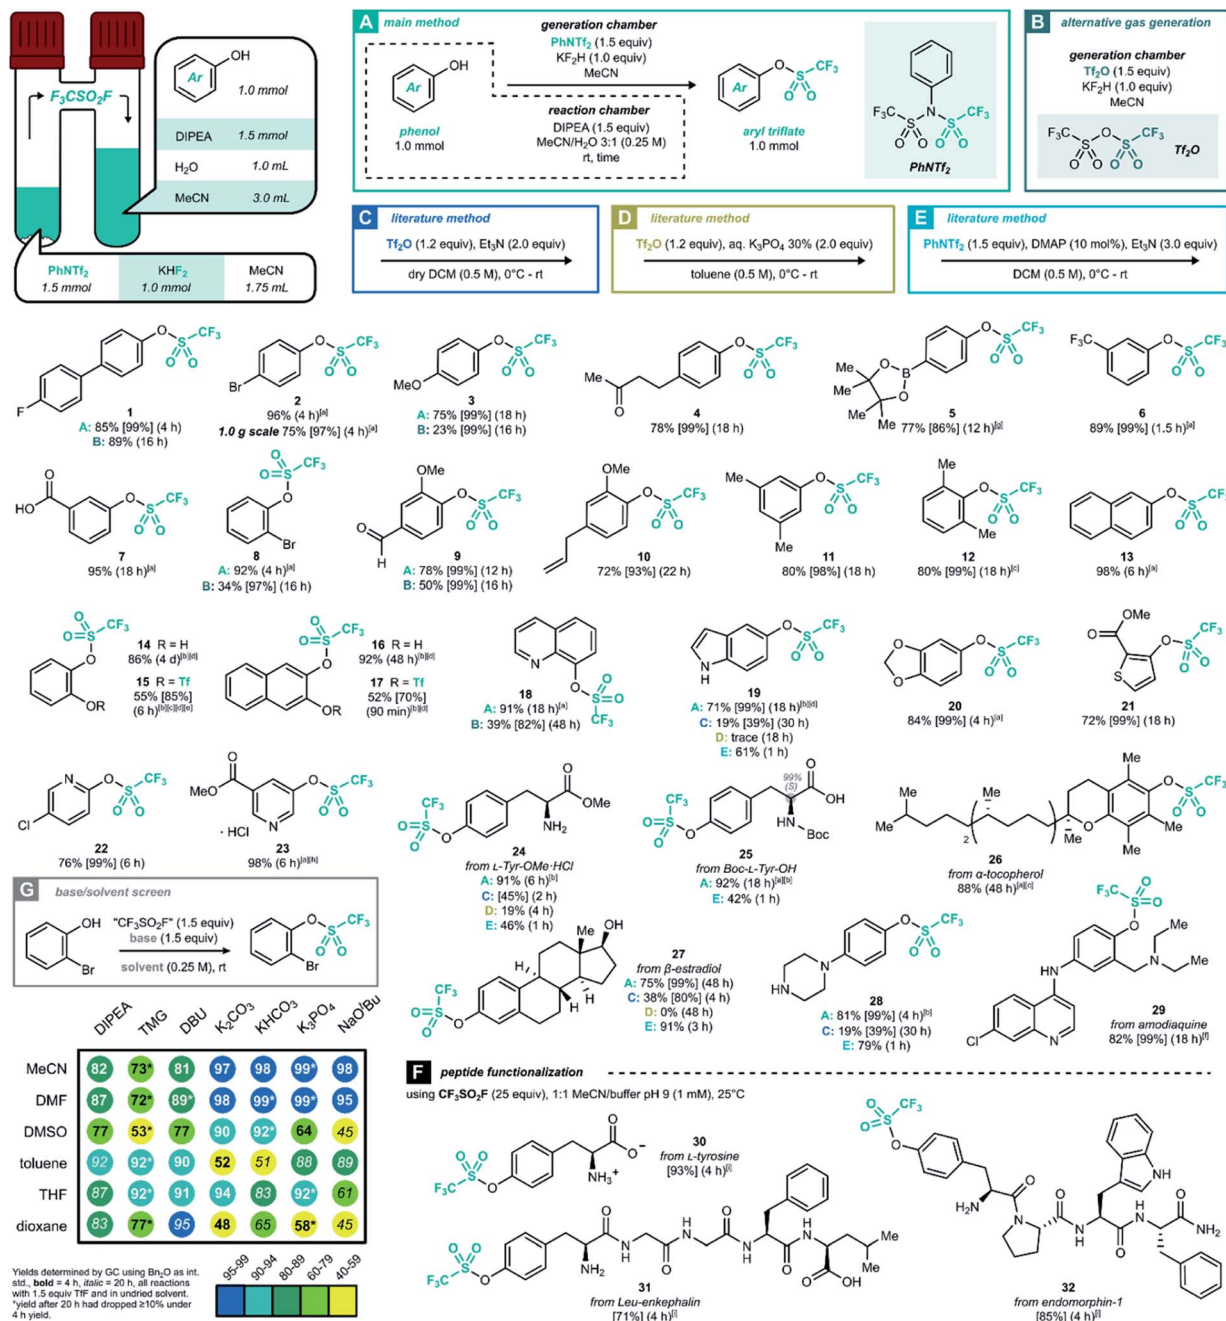 OH
Ar
1.0 mmol
F₃CSO₂F
DIPEA 1.5 mmol
H₂O 1.0 mL
MeCN 3.0 mL
PhNTf₂ KHF₂ MeCN
1.5 mmol 1.0 mmol 1.75 mL
A main method
generation chamber
PhNTf₂ (1.5 equiv)
KF₂H (1.0 equiv)
MeCN
reaction chamber
DIPEA (1.5 equiv)
MeCN/H₂O 3:1 (0.25 M)
rt, time
phenol
1.0 mmol
aryl triflate
1.0 mmol
PhNTf₂
B alternative gas generation
generation chamber
Tf₂O (1.5 equiv)
KF₂H (1.0 equiv)
MeCN
Tf₂O
C literature method
Tf₂O (1.2 equiv), Et₃N (2.0 equiv)
dry DCM (0.5 M), 0°C - rt
D literature method
Tf₂O (1.2 equiv), aq. K₃PO₄ 30% (2.0 equiv)
toluene (0.5 M), 0°C - rt
E literature method
PhNTf₂ (1.5 equiv), DMAP (10 mol%), Et₃N (3.0 equiv)
DCM (0.5 M), 0°C - rt
1
A: 85% [99%] (4 h)
B: 89% (16 h)
2
96% (4 h)[a]
1.0 g scale 75% [97%] (4 h)[a]
3
A: 75% [99%] (18 h)
B: 23% [99%] (16 h)
4
78% [99%] (18 h)
5
77% [86%] (12 h)[g]
6
89% [99%] (1.5 h)[a]
7
95% (18 h)[a]
8
A: 92% (4 h)[a]
B: 34% [97%] (16 h)
9
A: 78% [99%] (12 h)
B: 50% [99%] (16 h)
10
72% [93%] (22 h)
11
80% [98%] (18 h)
12
80% [99%] (18 h)[c]
13
98% (6 h)[a]
14 R = H
86% (4 d)[b][d]
15 R = Tf
55% [85%]
(6 h)[b][c][d][e]
16 R = H
92% (48 h)[b][d]
17 R = Tf
52% [70%]
(90 min)[b][d]
18
A: 91% (18 h)[a]
B: 39% [82%] (48 h)
19
A: 71% [99%] (18 h)[b][d]
C: 19% [39%] (30 h)
D: trace (18 h)
E: 61% (1 h)
20
84% [99%] (4 h)[a]
21
72% [99%] (18 h)
22
76% [99%] (6 h)
23
· HCl
98% (6 h)[a][h]
24
from L-Tyr-OMe·HCl
A: 91% (6 h)[b]
C: [45%] (2 h)
D: 19% (4 h)
E: 46% (1 h)
99%
(S)
25
from Boc-L-Tyr-OH
A: 92% (18 h)[a][b]
E: 42% (1 h)
26
from α-tocopherol
88% (48 h)[a][c]
27
from β-estradiol
A: 75% [99%] (48 h)
C: 38% [80%] (4 h)
D: 0% (48 h)
E: 91% (3 h)
28
A: 81% [99%] (4 h)[b]
C: 19% [39%] (30 h)
E: 79% (1 h)
29
from amodiaquine
82% [99%] (18 h)[f]
G base/solvent screen
"CF₃SO₂F" (1.5 equiv)
base (1.5 equiv)
solvent (0.25 M), rt
DIPEA TMG DBU K₂CO₃ KHCO₃ K₃PO₄ NaOᵗBu
MeCN 82 73* 81 97 98 99* 98
DMF 87 72* 89* 98 99* 99* 95
DMSO 77 53* 77 90 92* 64 45
toluene 92 92* 90 52 51 88 89
THF 87 92* 91 94 83 92* 61
dioxane 83 77* 95 48 65 58* 45
Yields determined by GC using Bn₂O as int.
std., bold = 4 h, italic = 20 h, all reactions
with 1.5 equiv TfF and in undried solvent.
*yield after 20 h had dropped ≥10% under
4 h yield.
95-99 90-94 80-89 60-79 40-59
F peptide functionalization
using CF₃SO₂F (25 equiv), 1:1 MeCN/buffer pH 9 (1 mM), 25°C
30
from L-tyrosine
[93%] (4 h)[i]
31
from Leu-enkephalin
[71%] (4 h)[i]
32
from endomorphin-1
[85%] (4 h)[j]